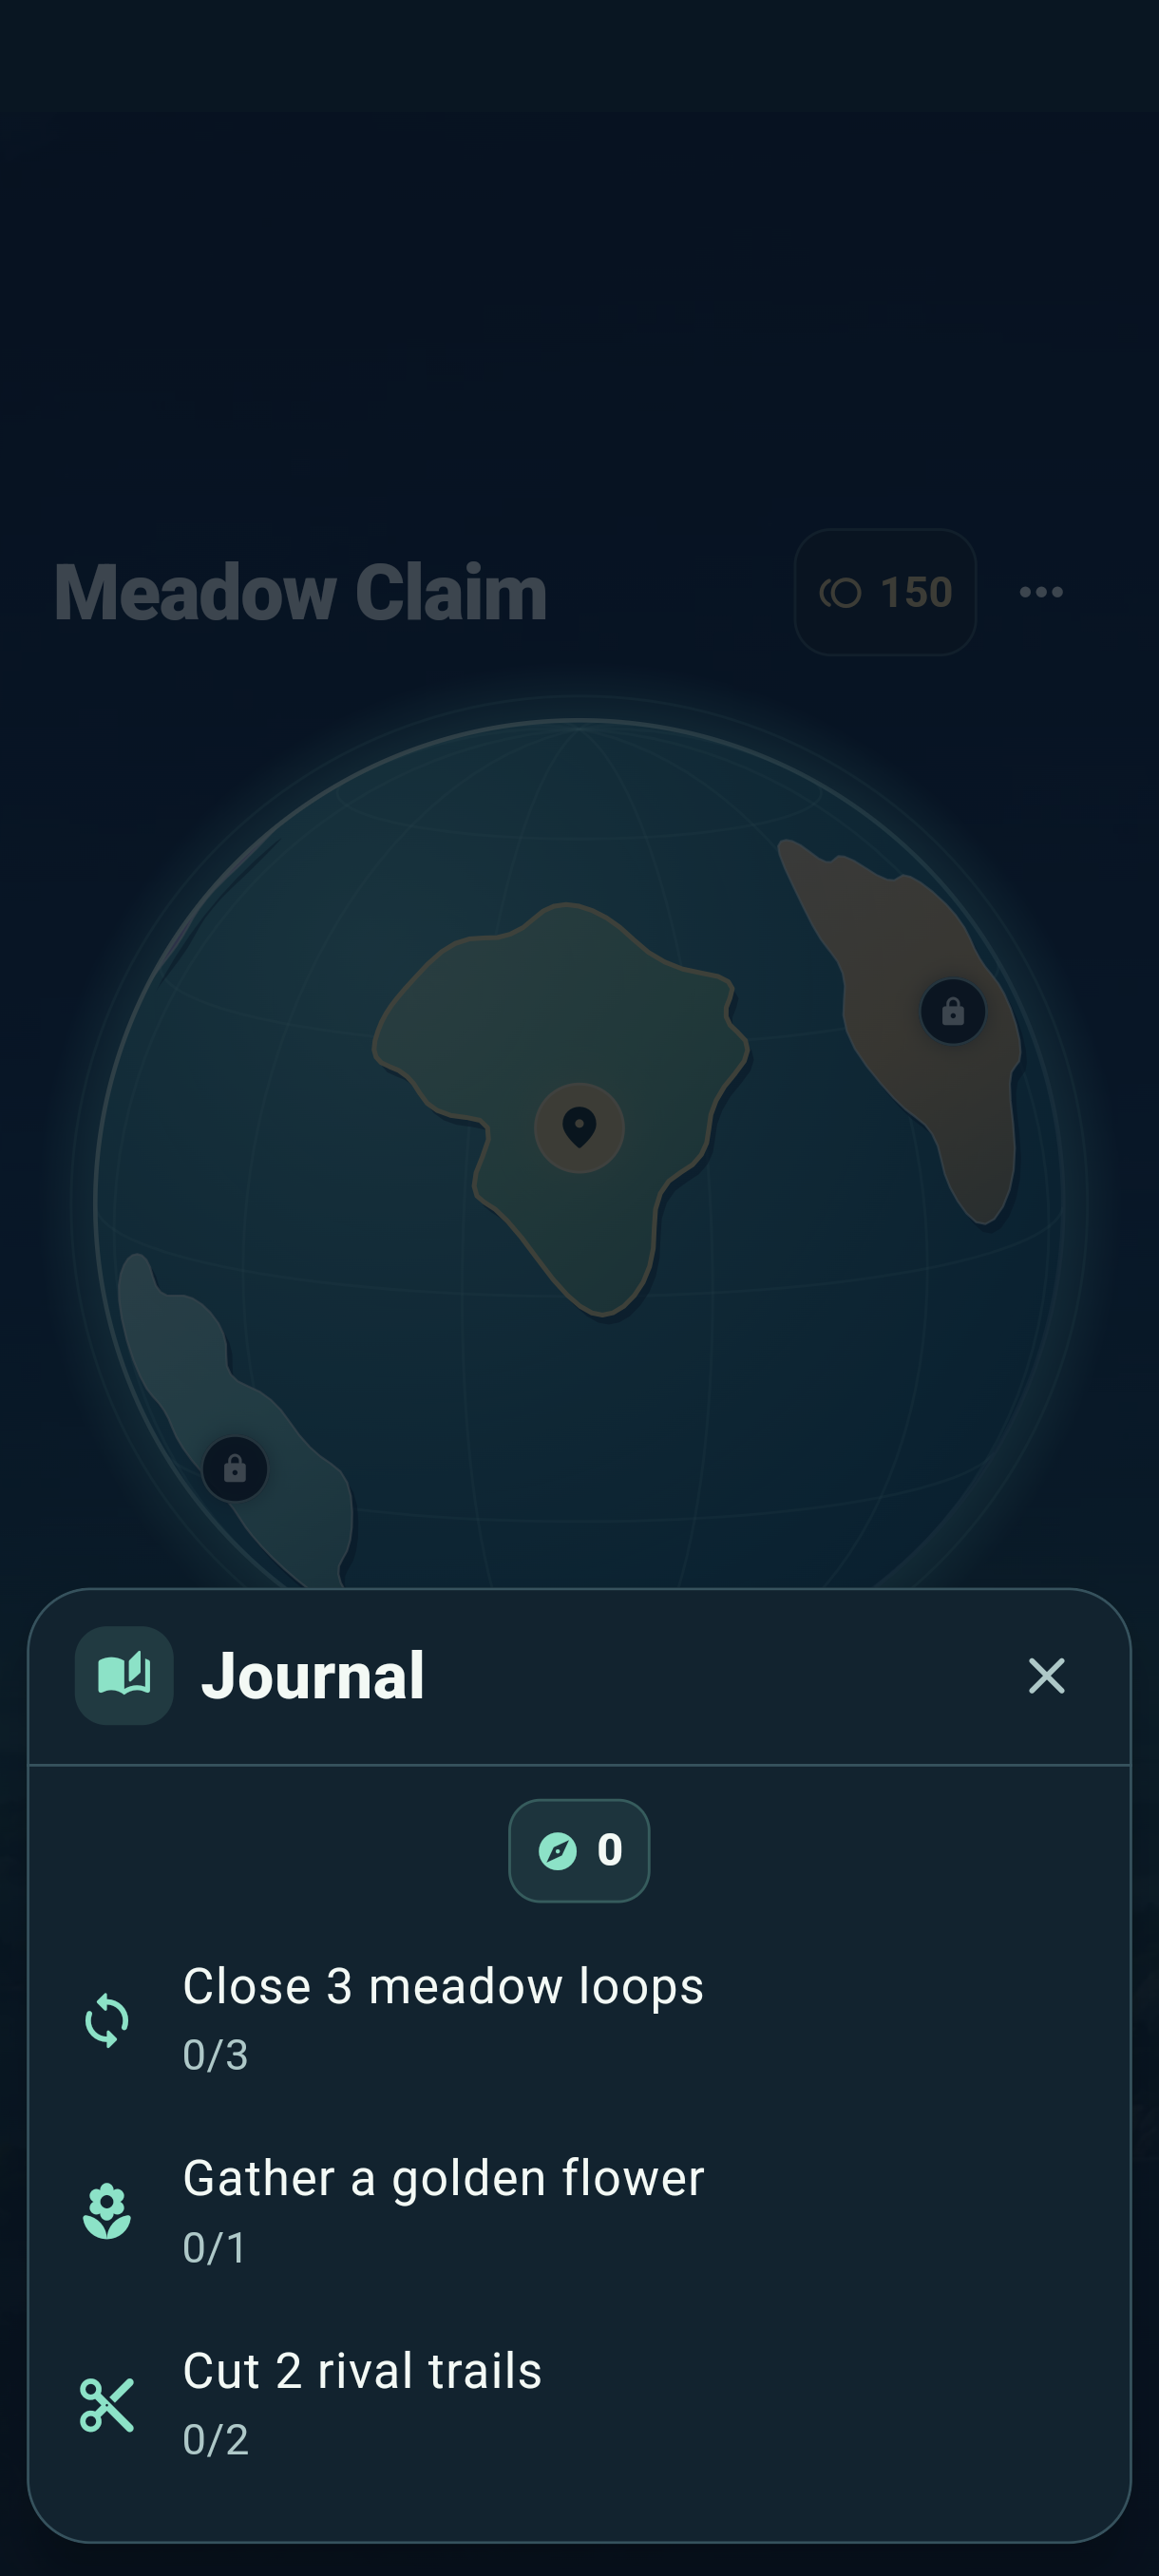 Meadow Claim
150
Journal
0
Close 3 meadow loops
0/3
Gather a golden flower
0/1
Cut 2 rival trails
0/2